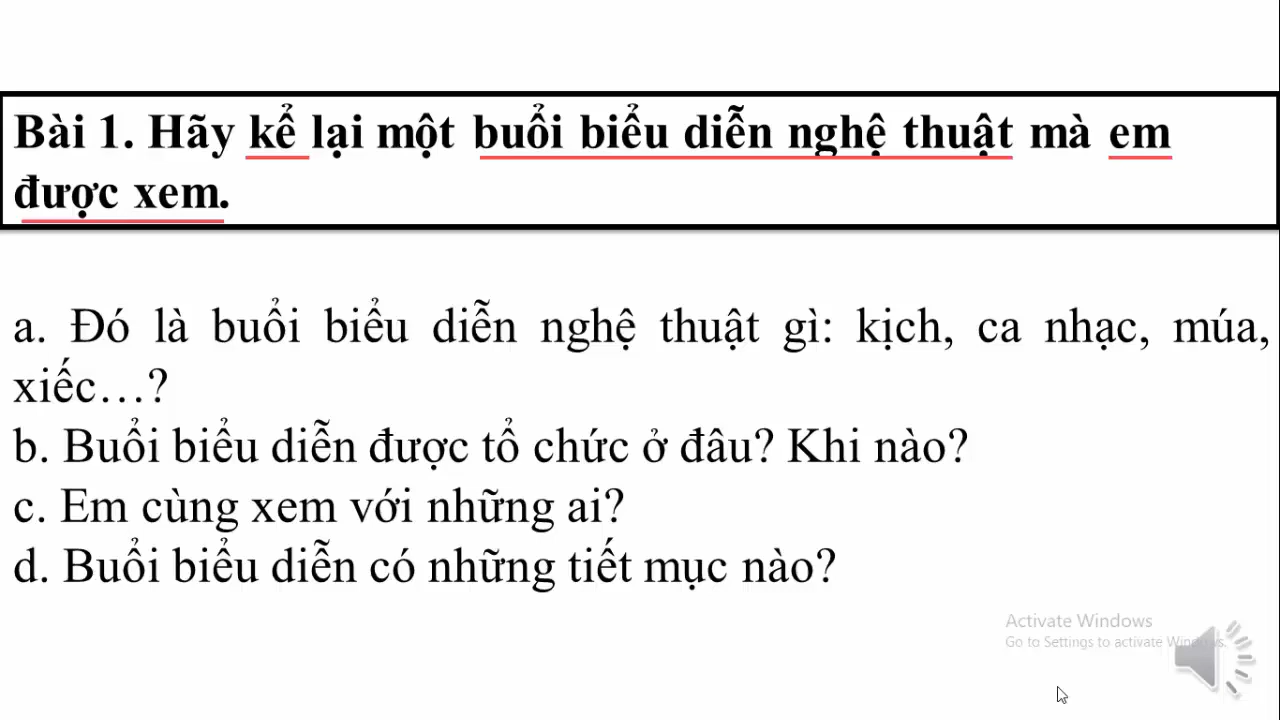 Bài 1. Hãy kể lại một buổi biểu diễn nghệ thuật mà em
được xem.
a. Đó là buổi biểu diễn nghệ thuật gì: kịch, ca nhạc, múa,
xiếc…?
b. Buổi biểu diễn được tổ chức ở đâu? Khi nào?
c. Em cùng xem với những ai?
d. Buổi biểu diễn có những tiết mục nào?
Activate Windows
Go to Settings to activate Windows.